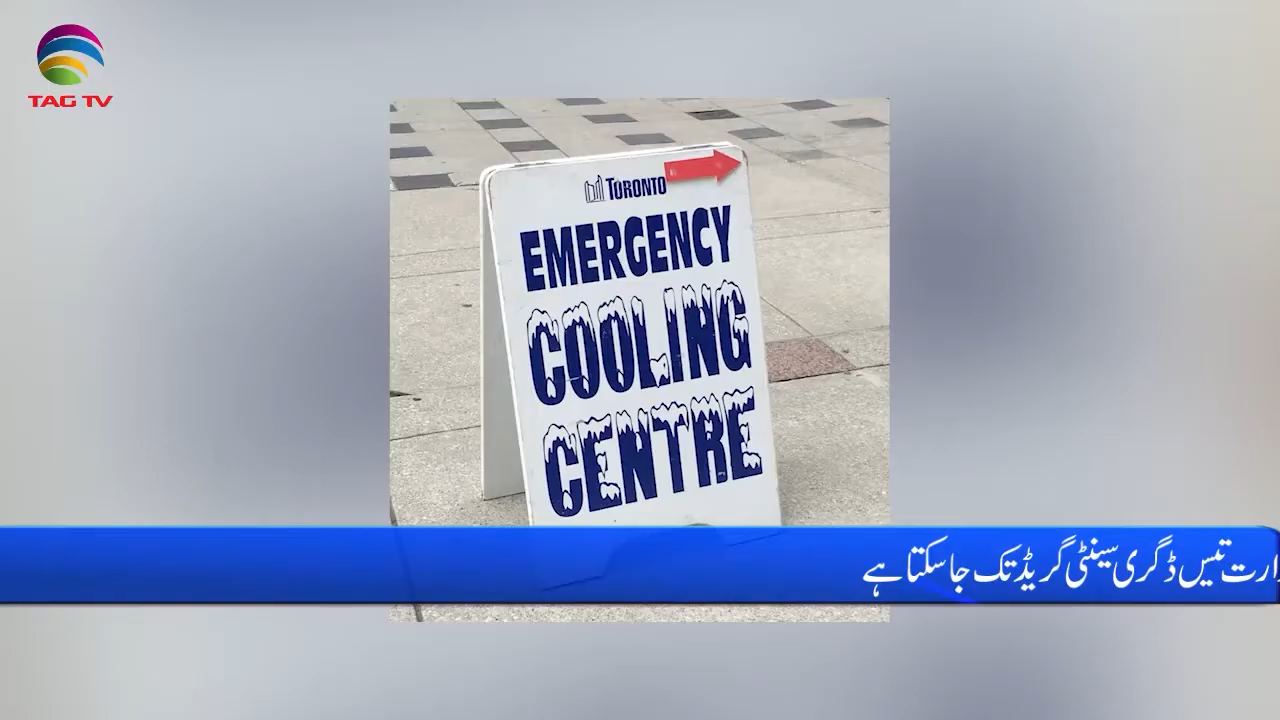 TAG TV
TORONTO
EMERGENCY
COOLING
CENTRE
تیس ڈگری سینٹی گریڈ تک جا سکتا ہے